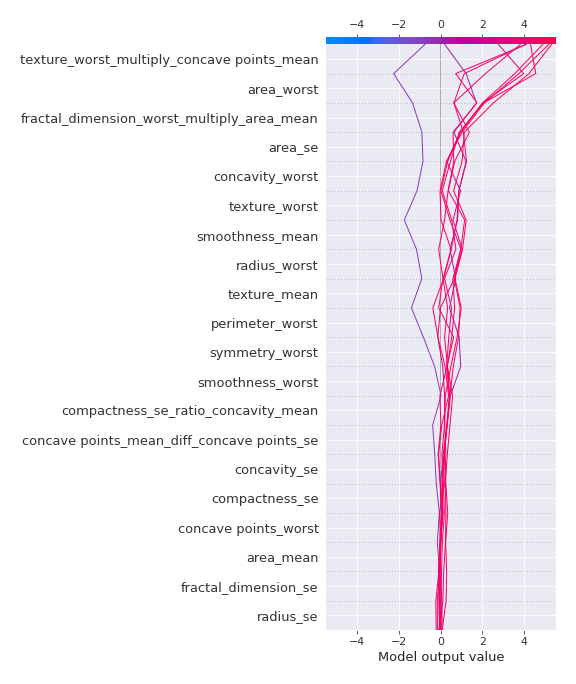 −4 −2 0 2 4
texture_worst_multiply_concave points_mean
area_worst
fractal_dimension_worst_multiply_area_mean
area_se
concavity_worst
texture_worst
smoothness_mean
radius_worst
texture_mean
perimeter_worst
symmetry_worst
smoothness_worst
compactness_se_ratio_concavity_mean
concave points_mean_diff_concave points_se
concavity_se
compactness_se
concave points_worst
area_mean
fractal_dimension_se
radius_se
−4 −2 0 2 4
Model output value